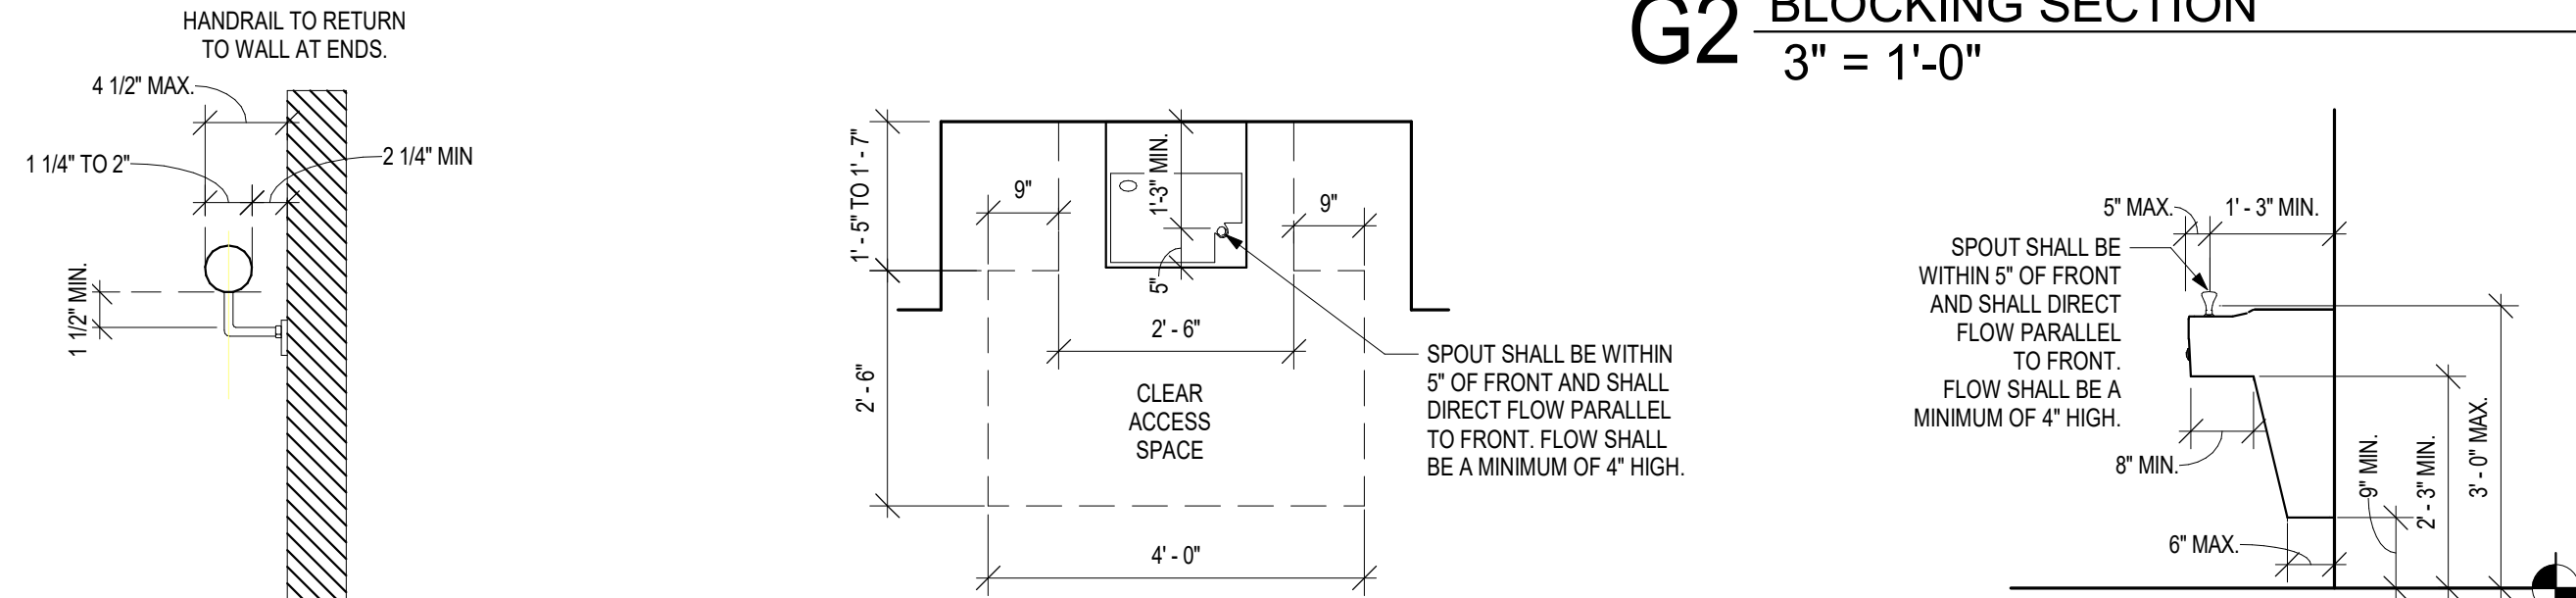 HANDRAIL TO RETURN
TO WALL AT ENDS.
4 1/2" MAX.
1 1/4" TO 2"
2 1/4" MIN
1 1/2" MIN.
G2
BLOCKING SECTION
3" = 1'-0"
1' - 5" TO 1' - 7"
9"
1'-3" MIN.
9"
5"
2' - 6"
2' - 6"
CLEAR
ACCESS
SPACE
4' - 0"
SPOUT SHALL BE WITHIN
5" OF FRONT AND SHALL
DIRECT FLOW PARALLEL
TO FRONT. FLOW SHALL
BE A MINIMUM OF 4" HIGH.
5" MAX.
1' - 3" MIN.
SPOUT SHALL BE
WITHIN 5" OF FRONT
AND SHALL DIRECT
FLOW PARALLEL
TO FRONT.
FLOW SHALL BE A
MINIMUM OF 4" HIGH.
8" MIN.
6" MAX.
9" MIN.
2' - 3" MIN.
3' - 0" MAX.